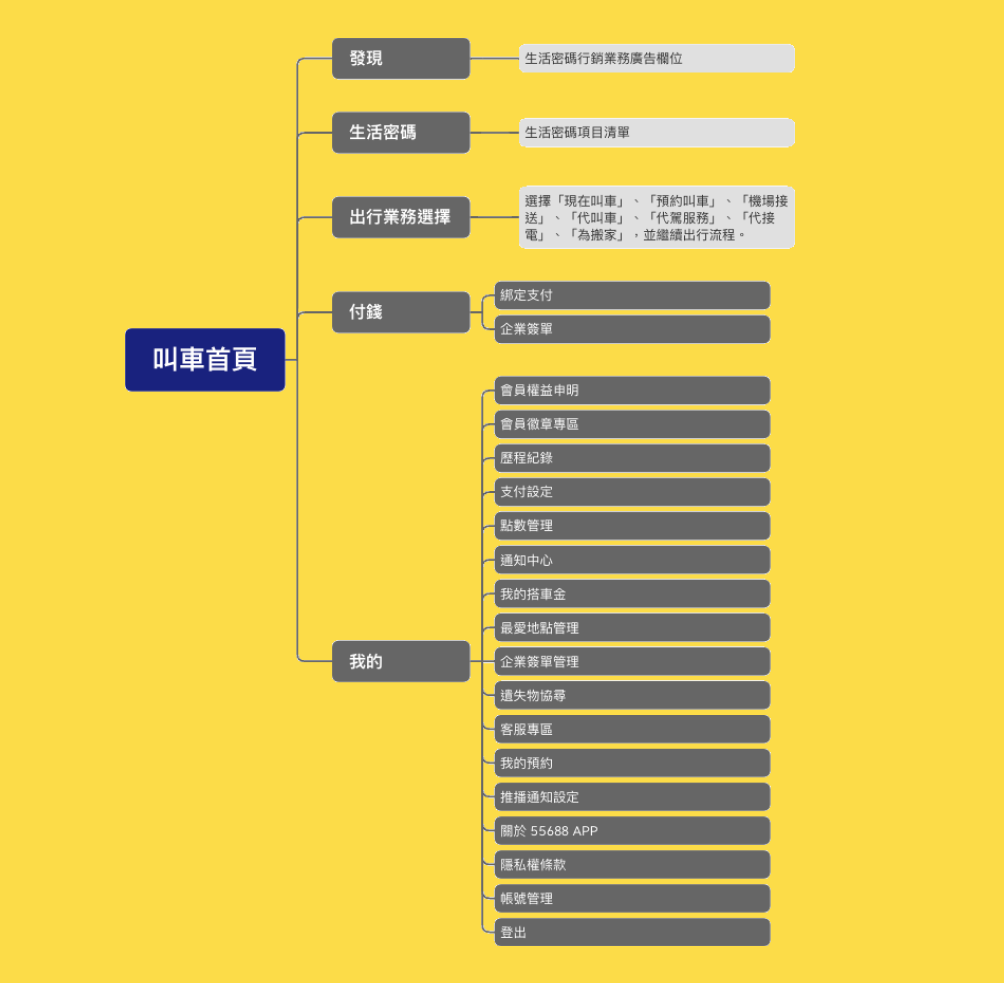 發現
生活密碼行銷業務廣告欄位
生活密碼
生活密碼項目清單
出行業務選擇
選擇「現在叫車」、「預約叫車」、「機場接
送」、「代叫車」、「代駕服務」、「代接
電」、「為搬家」，並繼續出行流程。
付錢
綁定支付
企業簽單
叫車首頁
我的
會員權益申明
會員徽章專區
歷程紀錄
支付設定
點數管理
通知中心
我的搭車金
最愛地點管理
企業簽單管理
遺失物協尋
客服專區
我的預約
推播通知設定
關於 55688 APP
隱私權條款
帳號管理
登出